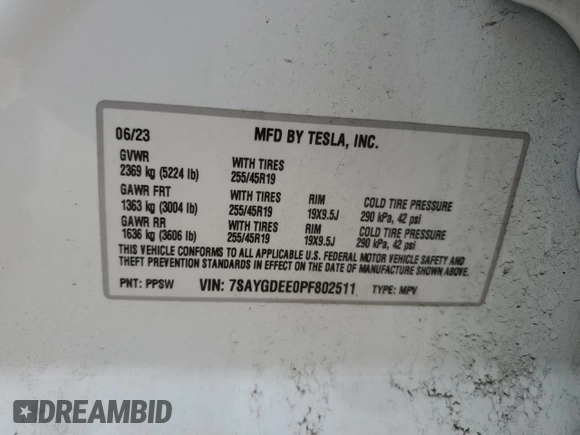 06/23 MFD BY TESLA, INC.
GVWR
2369 kg (5224 lb) WITH TIRES 255/45R19
GAWR FRT
1363 kg (3004 lb) WITH TIRES 255/45R19 RIM 19X9.5J COLD TIRE PRESSURE 290 kPa, 42 psi
GAWR RR
1636 kg (3606 lb) WITH TIRES 255/45R19 RIM 19X9.5J COLD TIRE PRESSURE 290 kPa, 42 psi
THIS VEHICLE CONFORMS TO ALL APPLICABLE U.S. FEDERAL MOTOR VEHICLE SAFETY AND
THEFT PREVENTION STANDARDS IN EFFECT ON THE DATE OF MANUFACTURE SHOWN ABOVE.
PNT: PPSW VIN: 7SAYGDEE0PF802511 TYPE: MPV
DREAMBID